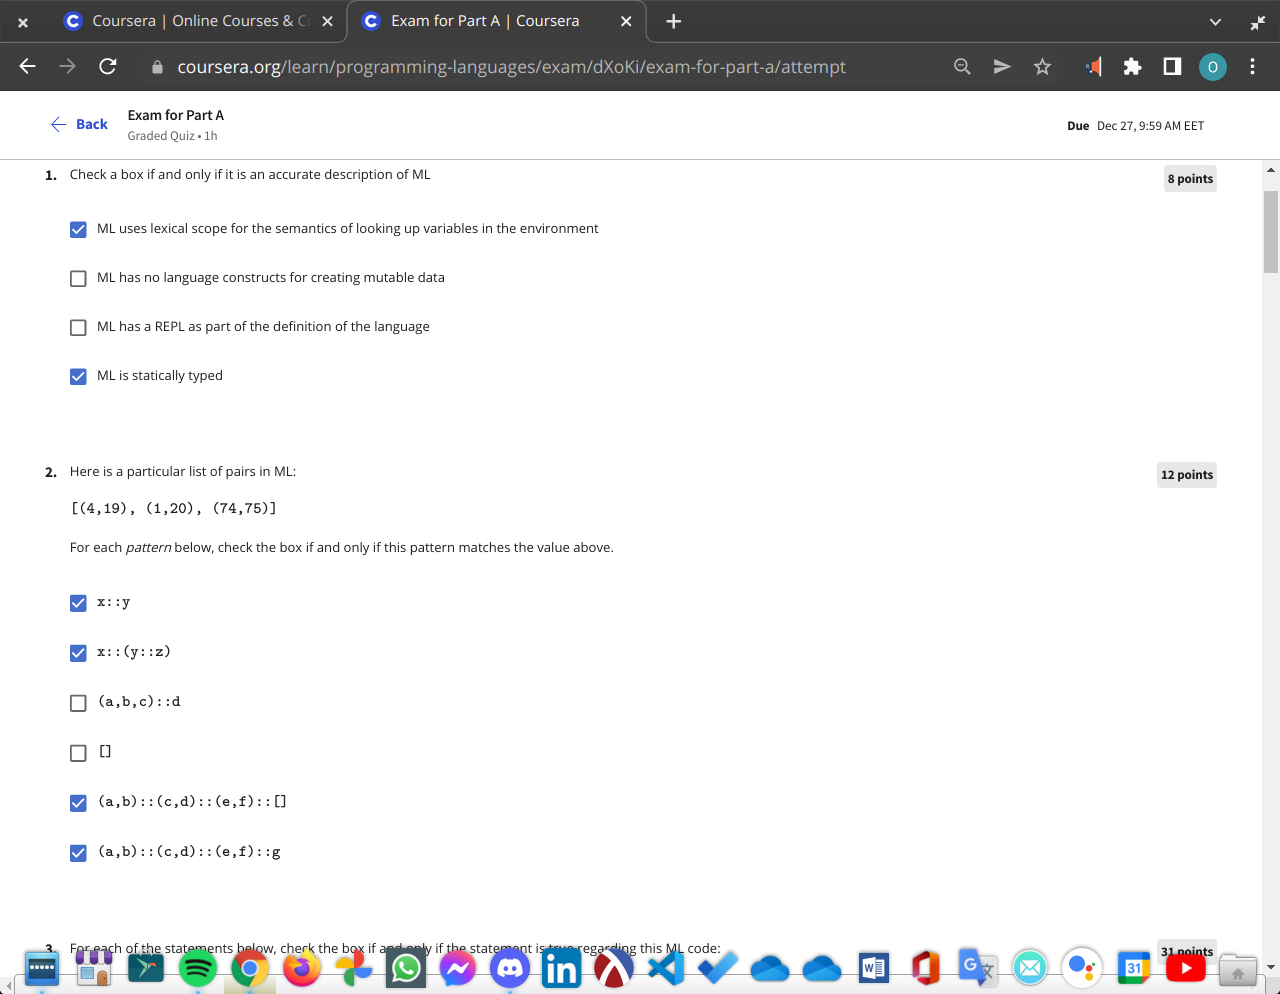 Coursera | Online Courses & C
Exam for Part A | Coursera
coursera.org/learn/programming-languages/exam/dXoKi/exam-for-part-a/attempt
O
Back
Exam for Part A
Graded Quiz • 1h
Due Dec 27, 9:59 AM EET
1. Check a box if and only if it is an accurate description of ML
8 points
ML uses lexical scope for the semantics of looking up variables in the environment
ML has no language constructs for creating mutable data
ML has a REPL as part of the definition of the language
ML is statically typed
2. Here is a particular list of pairs in ML:
12 points
[(4,19), (1,20), (74,75)]
For each pattern below, check the box if and only if this pattern matches the value above.
x::y
x::(y::z)
(a,b,c)::d
[]
(a,b)::(c,d)::(e,f)::[]
(a,b)::(c,d)::(e,f)::g
3. For each of the statements below, check the box if and only if the statement is true regarding this ML code:
31 points
in
W
G
31